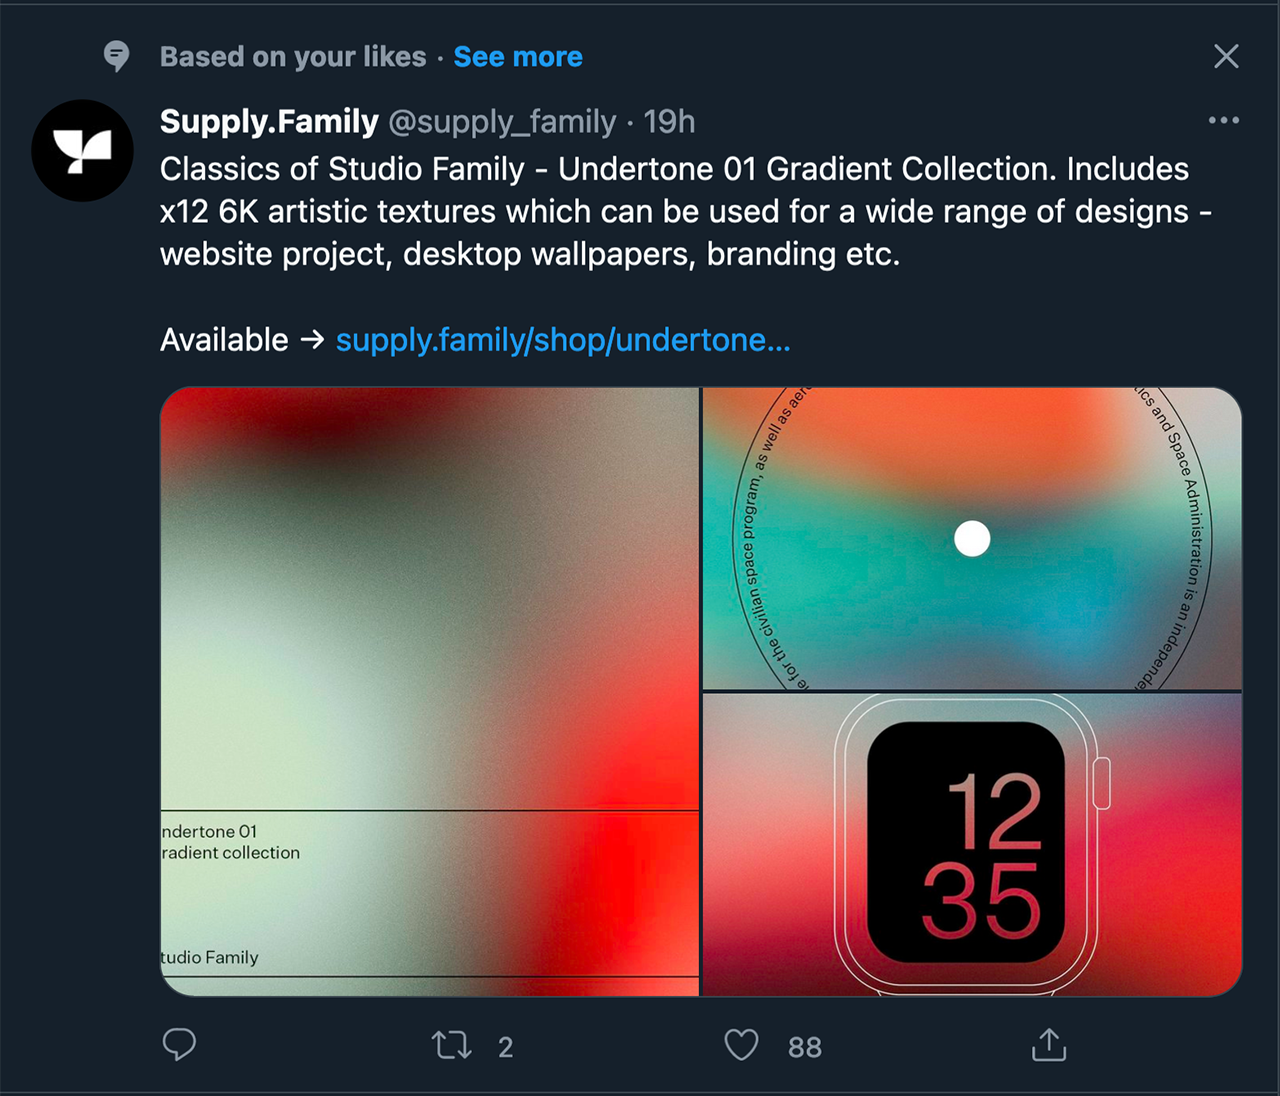 Based on your likes · See more
Supply.Family @supply_family · 19h
Classics of Studio Family - Undertone 01 Gradient Collection. Includes
x12 6K artistic textures which can be used for a wide range of designs -
website project, desktop wallpapers, branding etc.
Available → supply.family/shop/undertone...
ndertone 01
radient collection
tudio Family
le for the civilian space program, as well as aer
tics and Space Administration is an independe
12
35
2
88